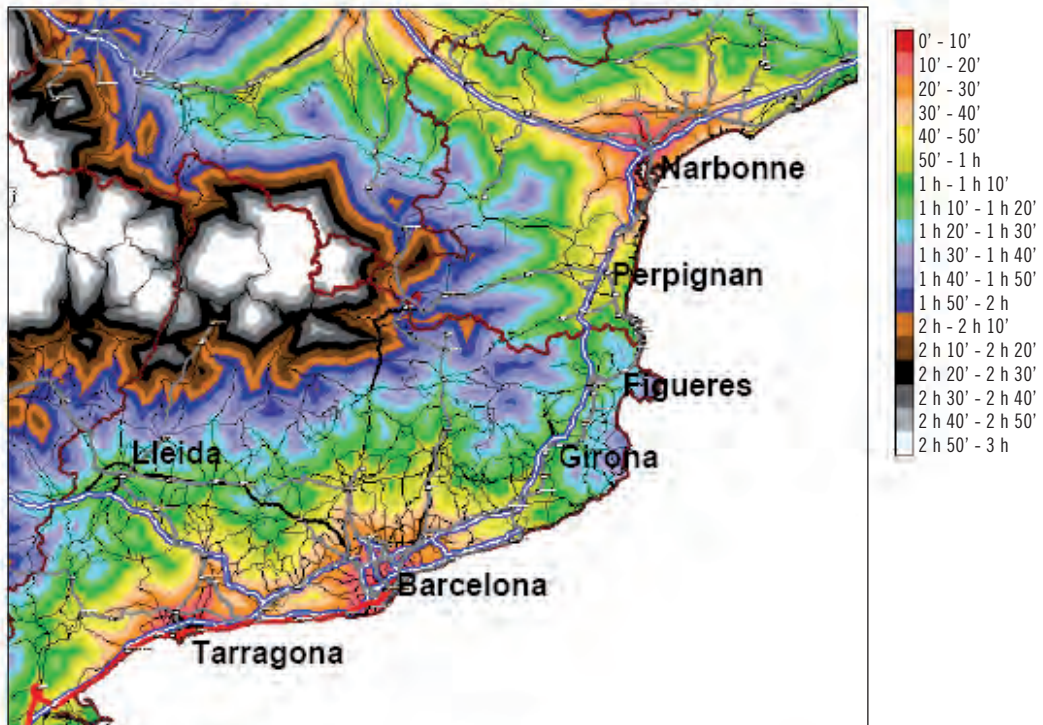 0' - 10'
10' - 20'
20' - 30'
30' - 40'
40' - 50'
50' - 1 h
1 h - 1 h 10'
1 h 10' - 1 h 20'
1 h 20' - 1 h 30'
1 h 30' - 1 h 40'
1 h 40' - 1 h 50'
1 h 50' - 2 h
2 h - 2 h 10'
2 h 10' - 2 h 20'
2 h 20' - 2 h 30'
2 h 30' - 2 h 40'
2 h 40' - 2 h 50'
2 h 50' - 3 h
Narbonne
Perpignan
Figueres
Lleida
Girona
Barcelona
Tarragona